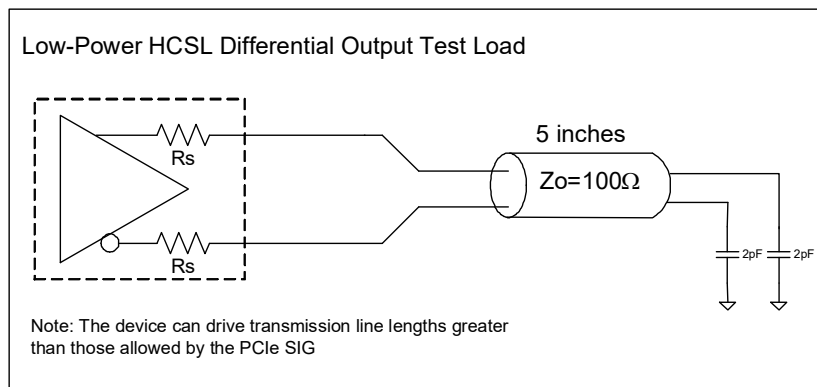 Low-Power HCSL Differential Output Test Load
Rs
5 inches
Zo=100Ω
Rs
2pF
2pF
Note: The device can drive transmission line lengths greater
than those allowed by the PCIe SIG